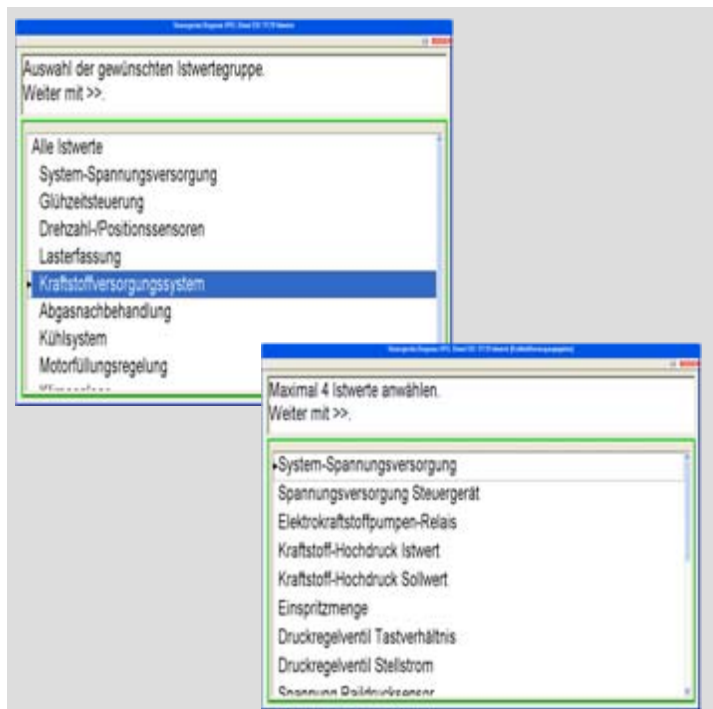 Auswahl der gewünschten Istwertegruppe.
Weiter mit >>.
Alle Istwerte
System-Spannungsversorgung
Glühzeitsteuerung
Drehzahl-/Positionssensoren
Lasterfassung
Kraftstoffversorgungssystem
Abgasnachbehandlung
Kühlsystem
Motorfüllungsregelung
Maximal 4 Istwerte anwählen.
Weiter mit >>.
System-Spannungsversorgung
Spannungsversorgung Steuergerät
Elektrokraftstoffpumpen-Relais
Kraftstoff-Hochdruck Istwert
Kraftstoff-Hochdruck Sollwert
Einspritzmenge
Druckregelventil Tastverhältnis
Druckregelventil Stellstrom
Spannung Raildrucksensor